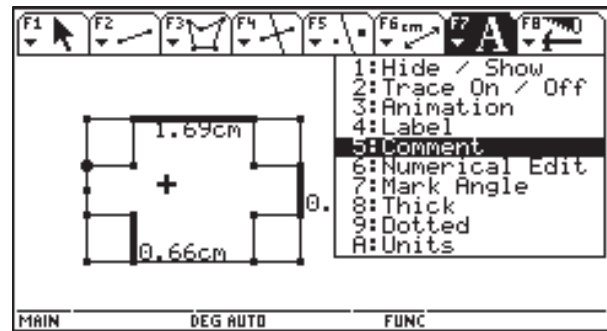 F1 F2 F3 F4 F5 F6 cm F7 A F8
1:Hide / Show
2:Trace On / Off
3:Animation
4:Label
5:Comment
6:Numerical Edit
7:Mark Angle
8:Thick
9:Dotted
A:Units
1.69cm
0.
0.66cm
MAIN DEG AUTO FUNC